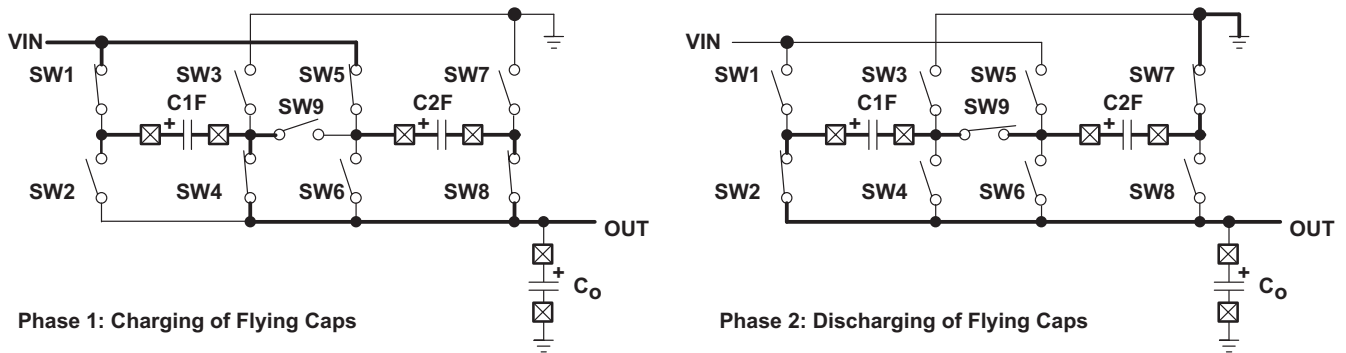 VIN
SW1
SW3
SW5
SW7
C1F
SW9
C2F
+
+
SW2
SW4
SW6
SW8
OUT
+
Co
Phase 1: Charging of Flying Caps
VIN
SW1
SW3
SW5
SW7
C1F
SW9
C2F
+
+
SW2
SW4
SW6
SW8
OUT
+
Co
Phase 2: Discharging of Flying Caps